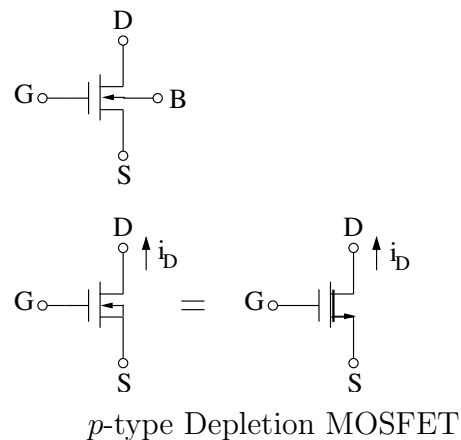 D
G B
S
D i_D D i_D
G = G
S S
p-type Depletion MOSFET